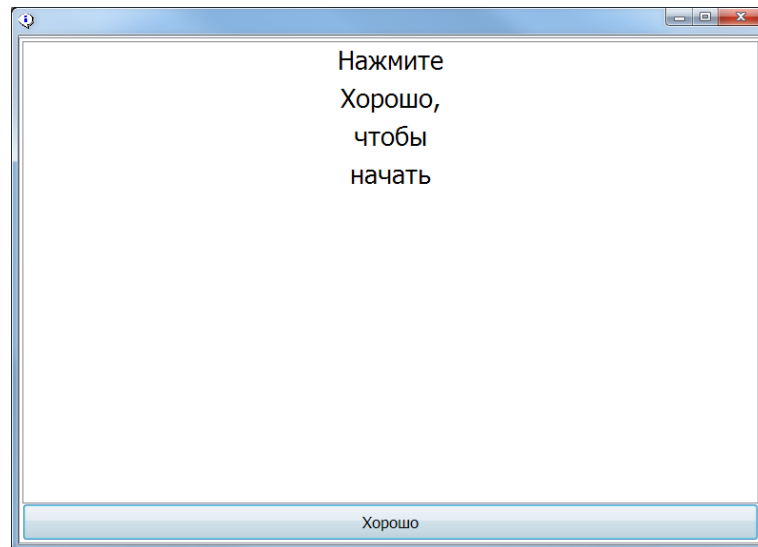 Нажмите
Хорошо,
чтобы
начать
Хорошо